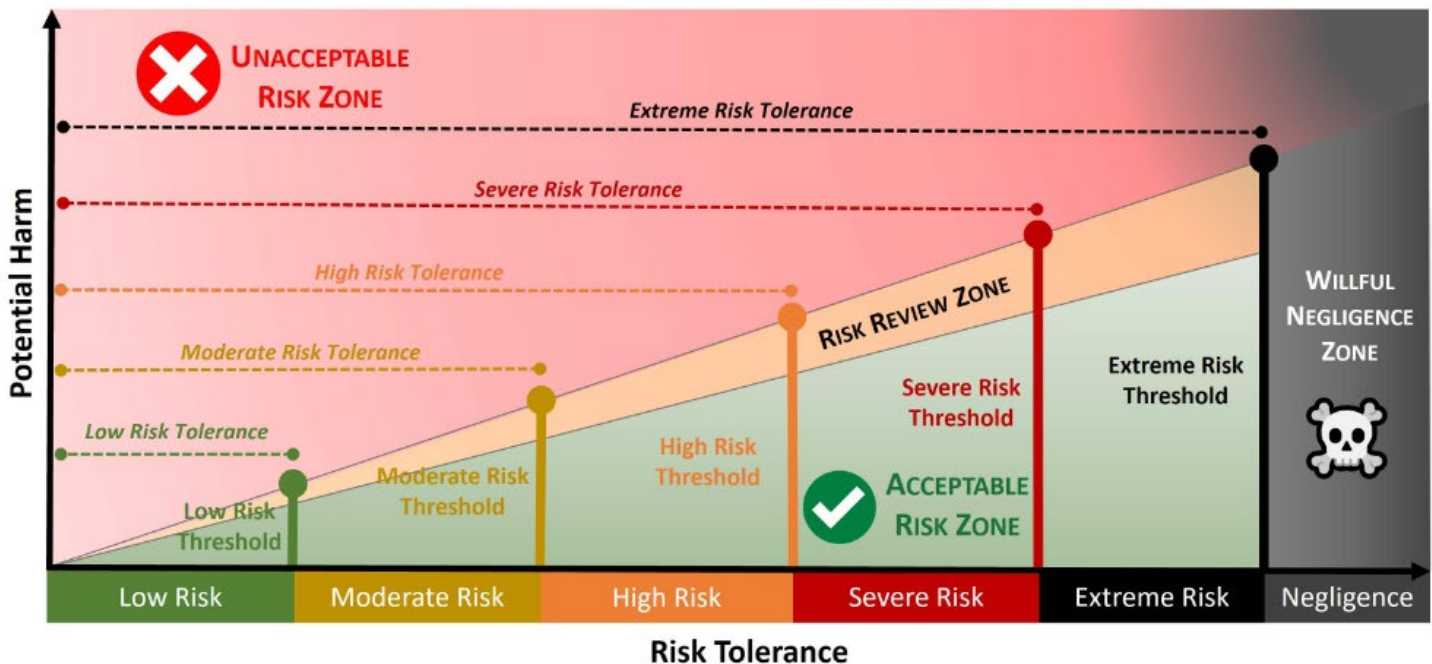 UNACCEPTABLE
RISK ZONE
Extreme Risk Tolerance
Severe Risk Tolerance
High Risk Tolerance
Moderate Risk Tolerance
Low Risk Tolerance
Potential Harm
RISK REVIEW ZONE
WILLFUL
NEGLIGENCE
ZONE
Extreme Risk
Threshold
Severe Risk
Threshold
High Risk
Threshold
Moderate Risk
Threshold
Low Risk
Threshold
ACCEPTABLE
RISK ZONE
Low Risk
Moderate Risk
High Risk
Severe Risk
Extreme Risk
Negligence
Risk Tolerance